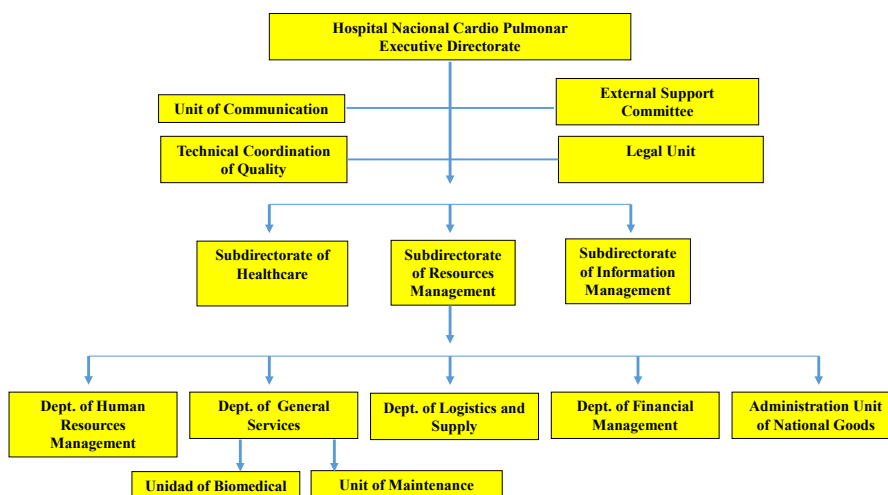 Hospital Nacional Cardio Pulmonar
Executive Directorate
Unit of Communication
External Support
Committee
Technical Coordination
of Quality
Legal Unit
Subdirectorate of
Healthcare
Subdirectorate
of Resources
Management
Subdirectorate
of Information
Management
Dept. of Human
Resources
Management
Dept. of General
Services
Dept. of Logistics and
Supply
Dept. of Financial
Management
Administration Unit
of National Goods
Unidad of Biomedical
Unit of Maintenance